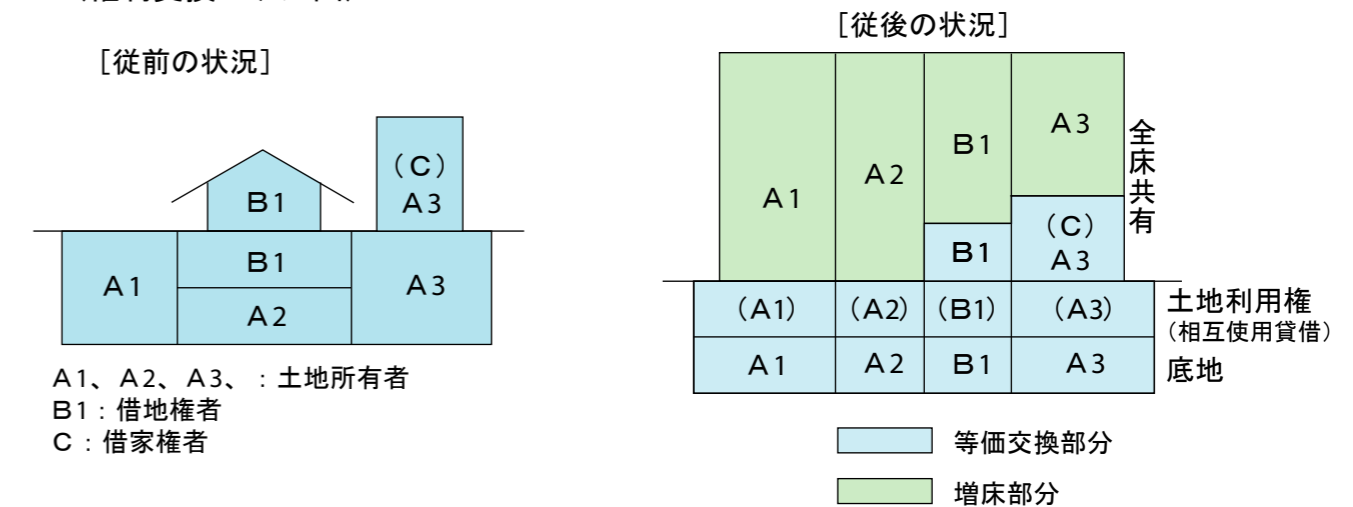 ［従前の状況］
（C）
B1
A3
B1
A1
A3
A2
A1、A2、A3、：土地所有者
B1：借地権者
C：借家権者
［従後の状況］
A3
B1
A2
A1
全床共有
（C）
B1
A3
（A1）（A2）（B1）（A3）
土地利用権
（相互使用貸借）
A1 A2 B1 A3
底地
等価交換部分
増床部分